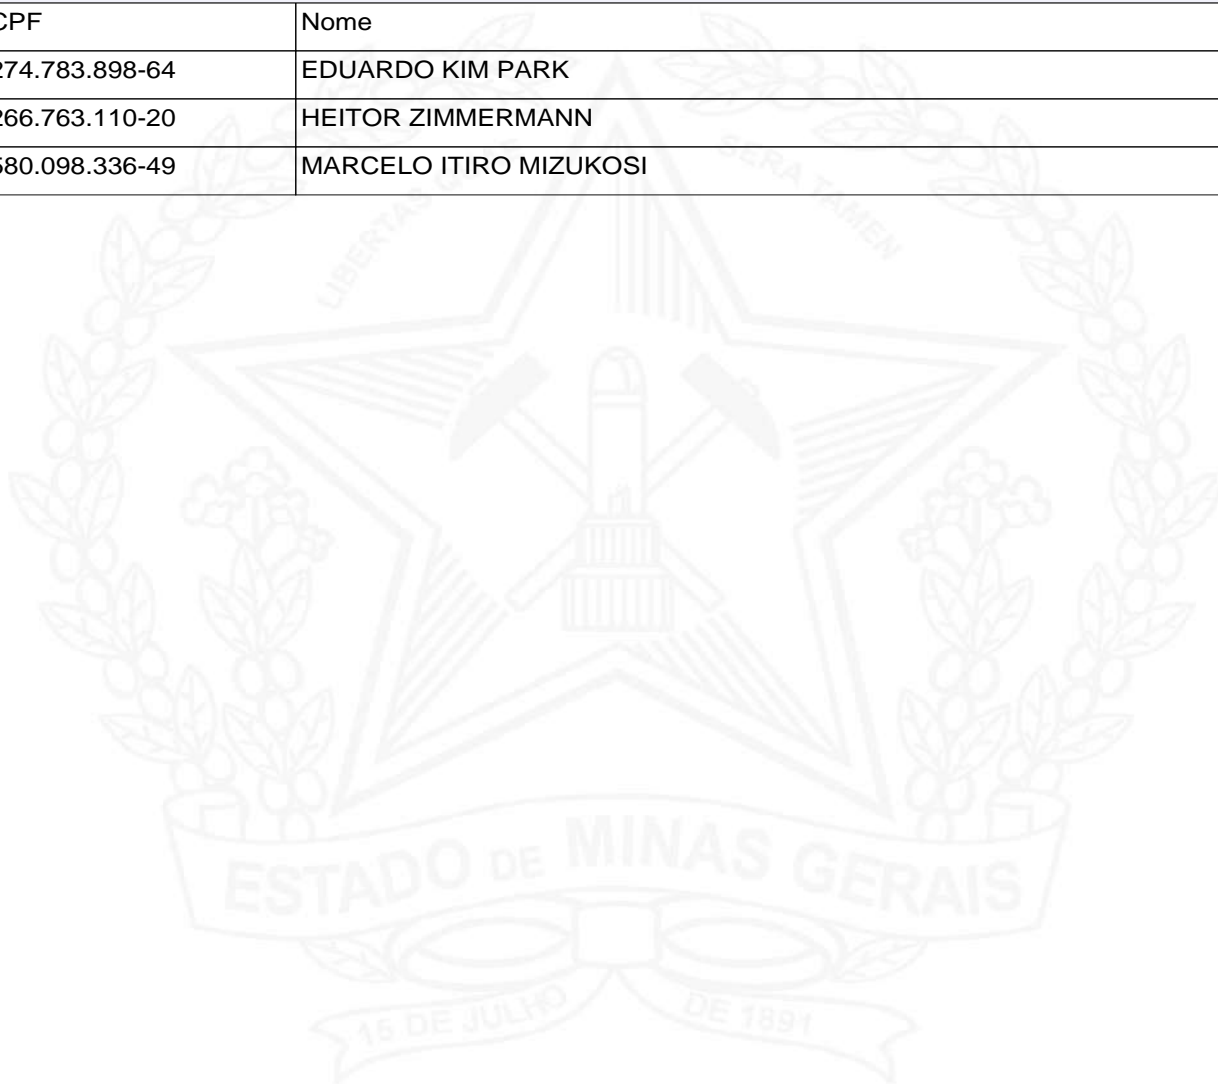 CPF Nome
274.783.898-64 EDUARDO KIM PARK
266.763.110-20 HEITOR ZIMMERMANN
580.098.336-49 MARCELO ITIRO MIZUKOSI
LIBERTAS QUAE SERA TAMEN
ESTADO DE MINAS GERAIS
15 DE JULHO DE 1891